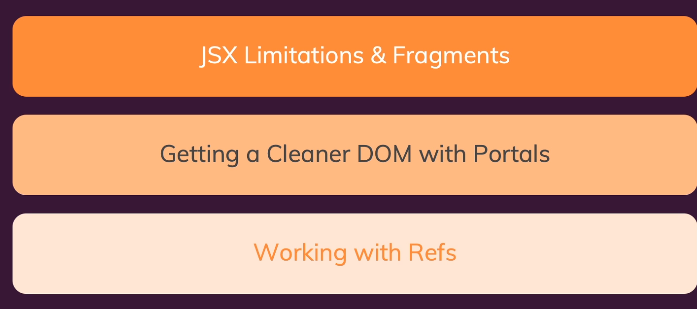 JSX Limitations & Fragments
Getting a Cleaner DOM with Portals
Working with Refs